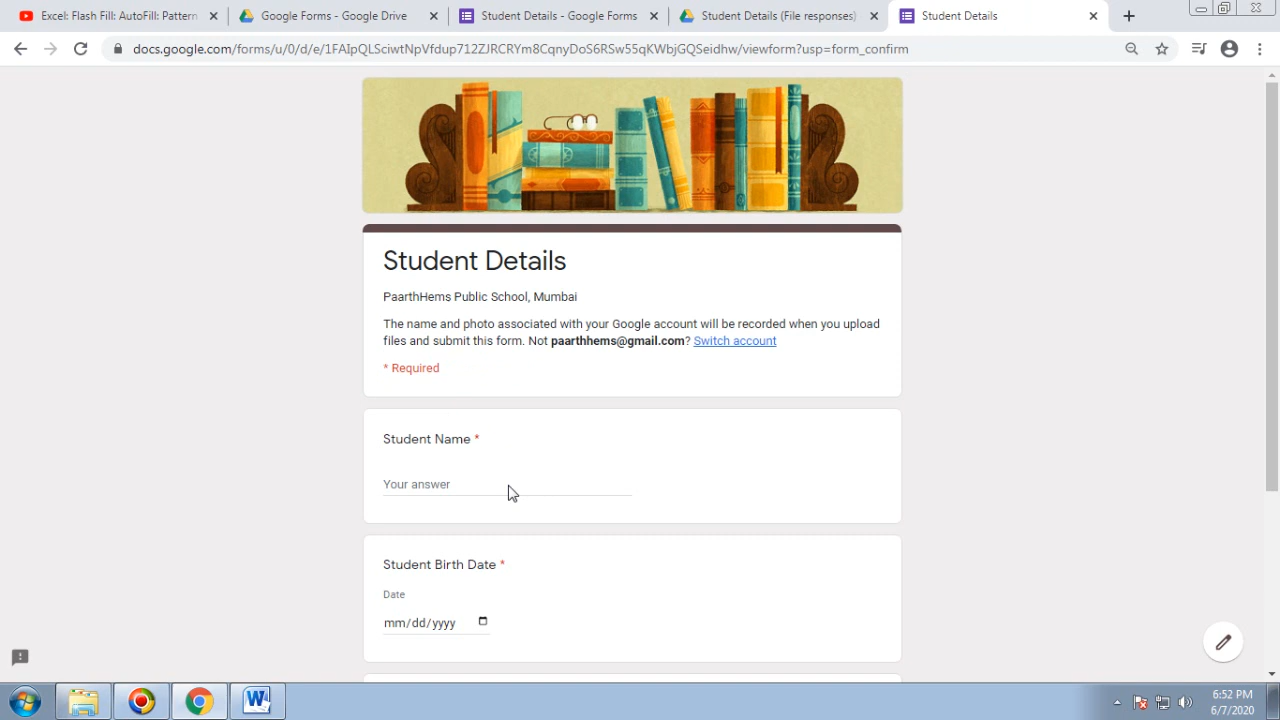 Excel: Flash Fill: AutoFill: Pattern
Google Forms - Google Drive
Student Details - Google Form
Student Details (File responses)
Student Details
docs.google.com/forms/u/0/d/e/1FAIpQLSciwtNpVfdup712ZJRCRYm8CqnyDoS6RSw55qKWbjGQSeidhw/viewform?usp=form_confirm
Student Details
PaarthHems Public School, Mumbai
The name and photo associated with your Google account will be recorded when you upload
files and submit this form. Not paarthhems@gmail.com? Switch account
* Required
Student Name *
Your answer
Student Birth Date *
Date
mm/dd/yyyy
6:52 PM
6/7/2020